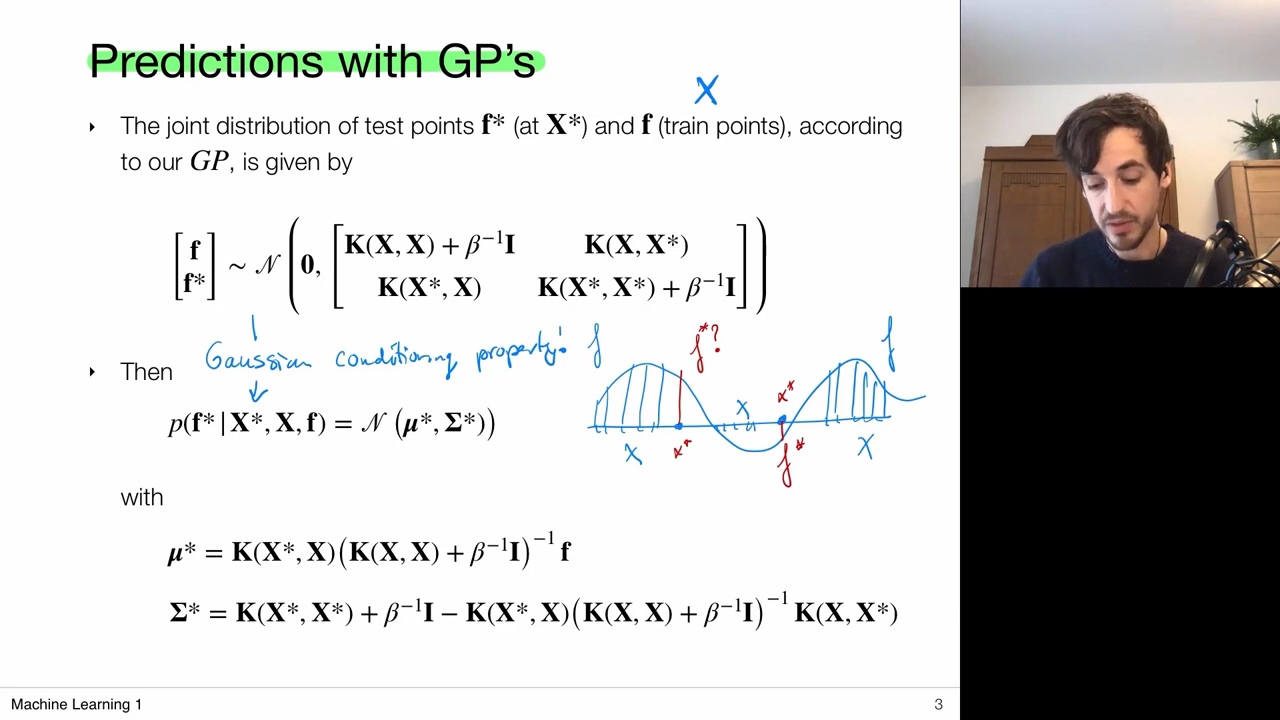 Predictions with GP's
X
‣ The joint distribution of test points f* (at X*) and f (train points), according
to our GP, is given by
[f f*] ∼ 𝒩 (0, [K(X, X) + β⁻¹I K(X, X*)
K(X*, X) K(X*, X*) + β⁻¹I])
Gaussian conditioning property!
f f*? f
‣ Then
x* x
p(f* | X*, X, f) = 𝒩 (μ*, Σ*))
X x* f* X
with
μ* = K(X*, X)(K(X, X) + β⁻¹I)⁻¹ f
Σ* = K(X*, X*) + β⁻¹I − K(X*, X)(K(X, X) + β⁻¹I)⁻¹ K(X, X*)
Machine Learning 1 3